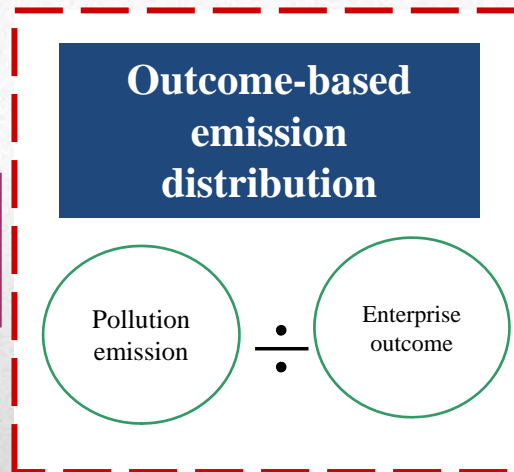 Outcome-based
emission
distribution
Pollution
emission
÷
Enterprise
outcome